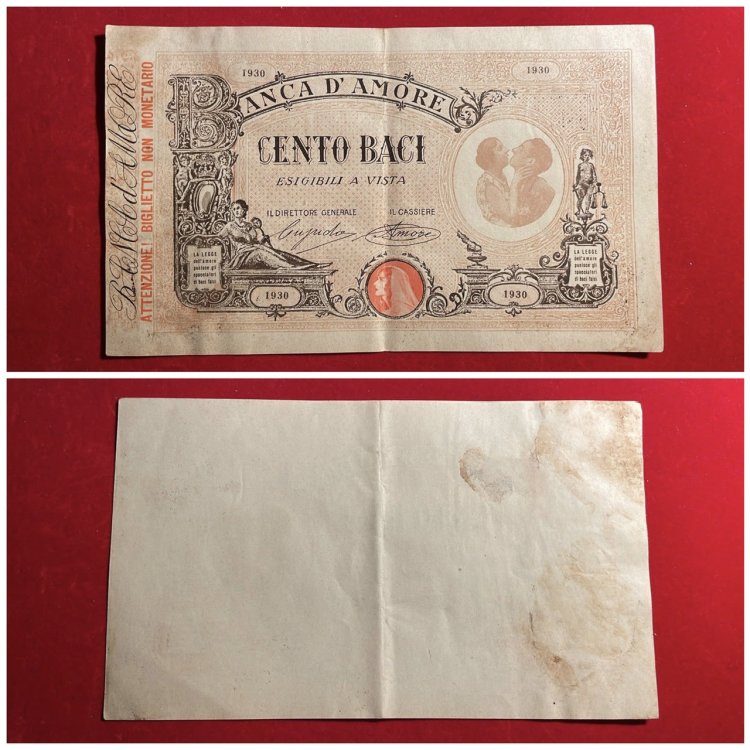 BaNCA d'AMaRE
ATTENZIONE! BIGLIETTO NON MONETARIO
1930
1930
BANCA D'AMORE
CENTO BACI
ESIGIBILI A VISTA
IL DIRETTORE GENERALE
IL CASSIERE
Cupido
Amore
LA LEGGE
dell'amore
punisce gli
spacciatori
di baci falsi
LA LEGGE
dell'amore
punisce gli
spacciatori
di baci falsi
1930
1930